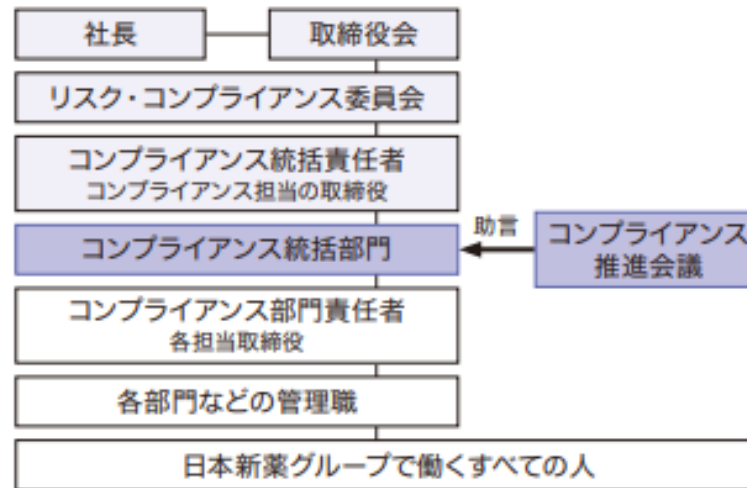 社長
取締役会
リスク・コンプライアンス委員会
コンプライアンス統括責任者
コンプライアンス担当の取締役
コンプライアンス統括部門
助言
コンプライアンス
推進会議
コンプライアンス部門責任者
各担当取締役
各部門などの管理職
日本新薬グループで働くすべての人